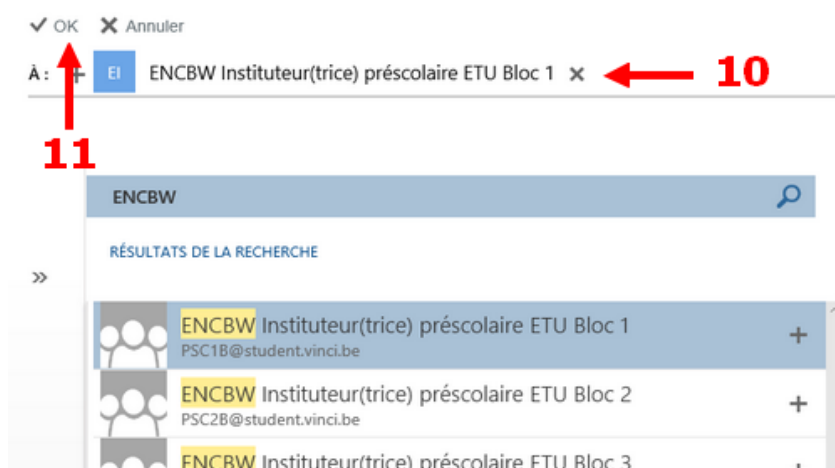 OK Annuler
À : EI ENCBW Instituteur(trice) préscolaire ETU Bloc 1 10
11
ENCBW
RÉSULTATS DE LA RECHERCHE
ENCBW Instituteur(trice) préscolaire ETU Bloc 1
PSC1B@student.vinci.be
ENCBW Instituteur(trice) préscolaire ETU Bloc 2
PSC2B@student.vinci.be
ENCBW Instituteur(trice) préscolaire ETU Bloc 3